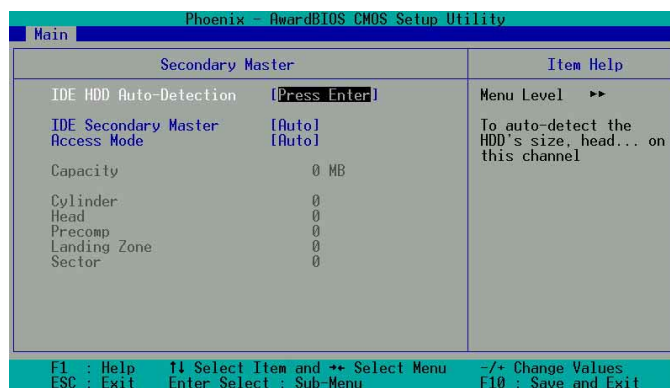 Phoenix - AwardBIOS CMOS Setup Utility
Main
Secondary Master
Item Help
IDE HDD Auto-Detection [Press Enter]
Menu Level ▸▸
IDE Secondary Master [Auto]
To auto-detect the
Access Mode [Auto]
HDD's size, head... on
this channel
Capacity 0 MB
Cylinder 0
Head 0
Precomp 0
Landing Zone 0
Sector 0
F1 : Help ↑↓ Select Item and ↔ Select Menu -/+ Change Values
ESC : Exit Enter Select : Sub-Menu F10 : Save and Exit